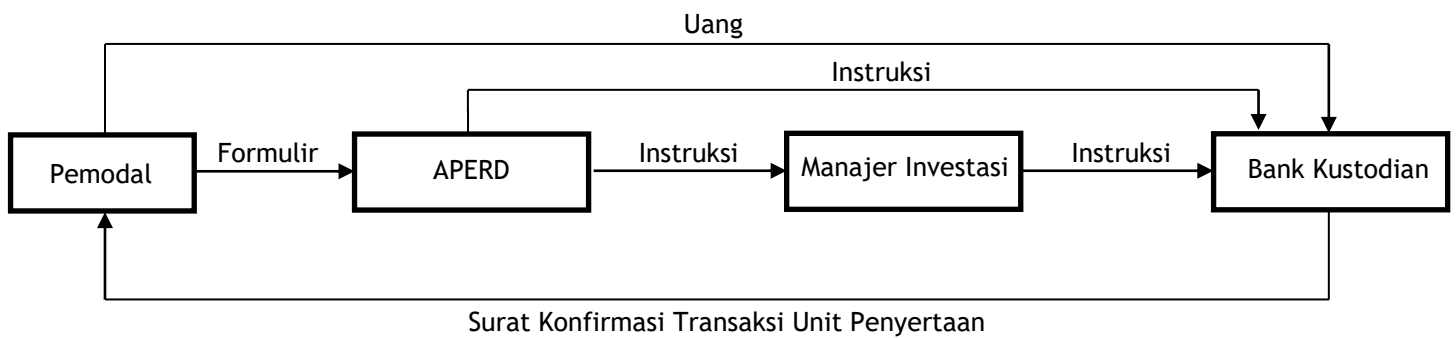 Uang
Instruksi
Formulir
Instruksi
Instruksi
Pemodal
APERD
Manajer Investasi
Bank Kustodian
Surat Konfirmasi Transaksi Unit Penyertaan